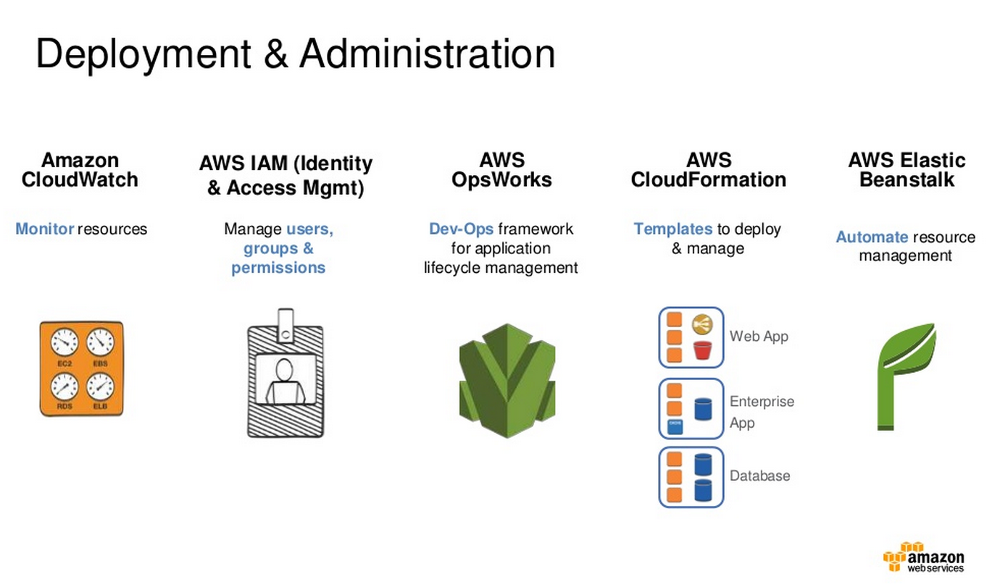 Deployment & Administration
Amazon
CloudWatch
Monitor resources
EC2 EBS
RDS ELB
AWS IAM (Identity
& Access Mgmt)
Manage users,
groups &
permissions
AWS
OpsWorks
Dev-Ops framework
for application
lifecycle management
AWS
CloudFormation
Templates to deploy
& manage
Web App
Enterprise
App
CACHE
Database
AWS Elastic
Beanstalk
Automate resource
management
amazon
webservices